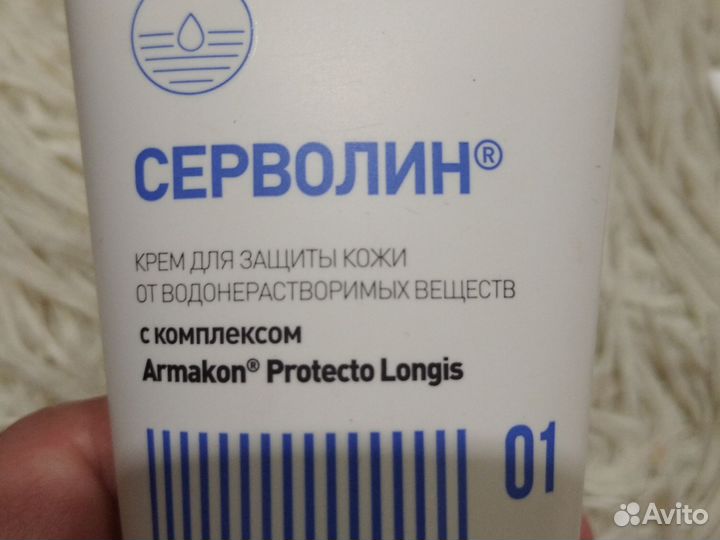 СЕРВОЛИН®
КРЕМ ДЛЯ ЗАЩИТЫ КОЖИ
ОТ ВОДОНЕРАСТВОРИМЫХ ВЕЩЕСТВ
С КОМПЛЕКСОМ
Armakon® Protecto Longis
01
Avito